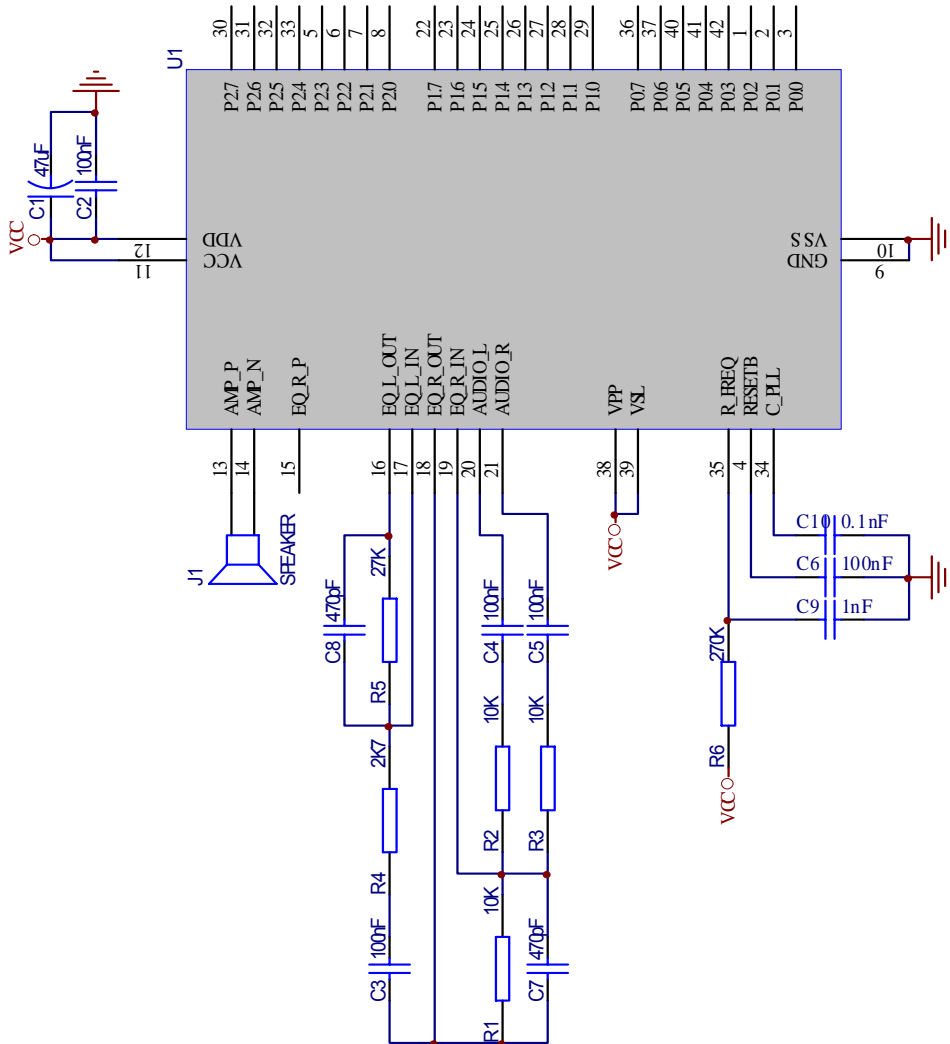 30
31
32
33
5
6
7
8
22
23
24
25
26
27
28
29
36
37
40
41
42
1
2
3
U1
P2.7
P2.6
P2.5
P2.4
P2.3
P2.2
P2.1
P2.0
P1.7
P1.6
P1.5
P1.4
P1.3
P1.2
P1.1
P1.0
P0.7
P0.6
P0.5
P0.4
P0.3
P0.2
P0.1
P0.0
47uF
100nF
C1
C2
VCC
12
11
VDD
VCC
VSS
GND
10
9
AMP_P
AMP_N
EQ_R_P
EQ_L_OUT
EQ_L_IN
EQ_R_OUT
EQ_R_IN
AUDIO_L
AUDIO_R
VPP
VSL
R_FREQ
RESETB
C_PLL
13
14
15
16
17
18
19
20
21
38
39
35
4
34
J1
SPEAKER
VCC
C10 0.1nF
C6 100nF
C9 1nF
27K
470pF
C8
R5
100nF
C4
100nF
C5
270K
R6
VCC
2K7
R4
10K
R2
10K
R3
100nF
C3
10K
R1
470pF
C7